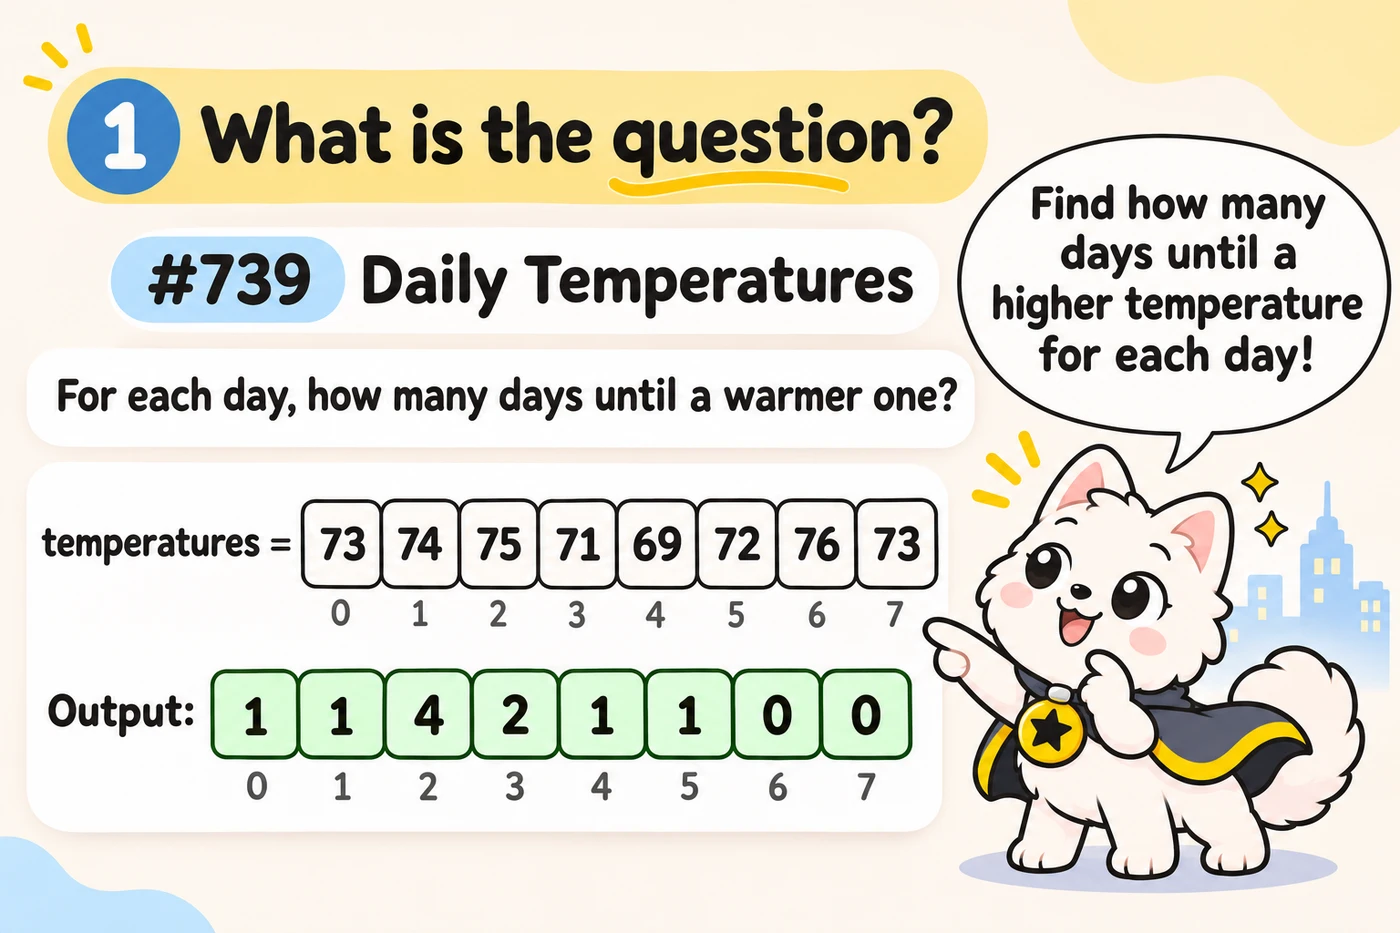 1 What is the question?
#739 Daily Temperatures
For each day, how many days until a warmer one?
temperatures = 73 74 75 71 69 72 76 73
0 1 2 3 4 5 6 7
Output: 1 1 4 2 1 1 0 0
0 1 2 3 4 5 6 7
Find how many
days until a
higher temperature
for each day!